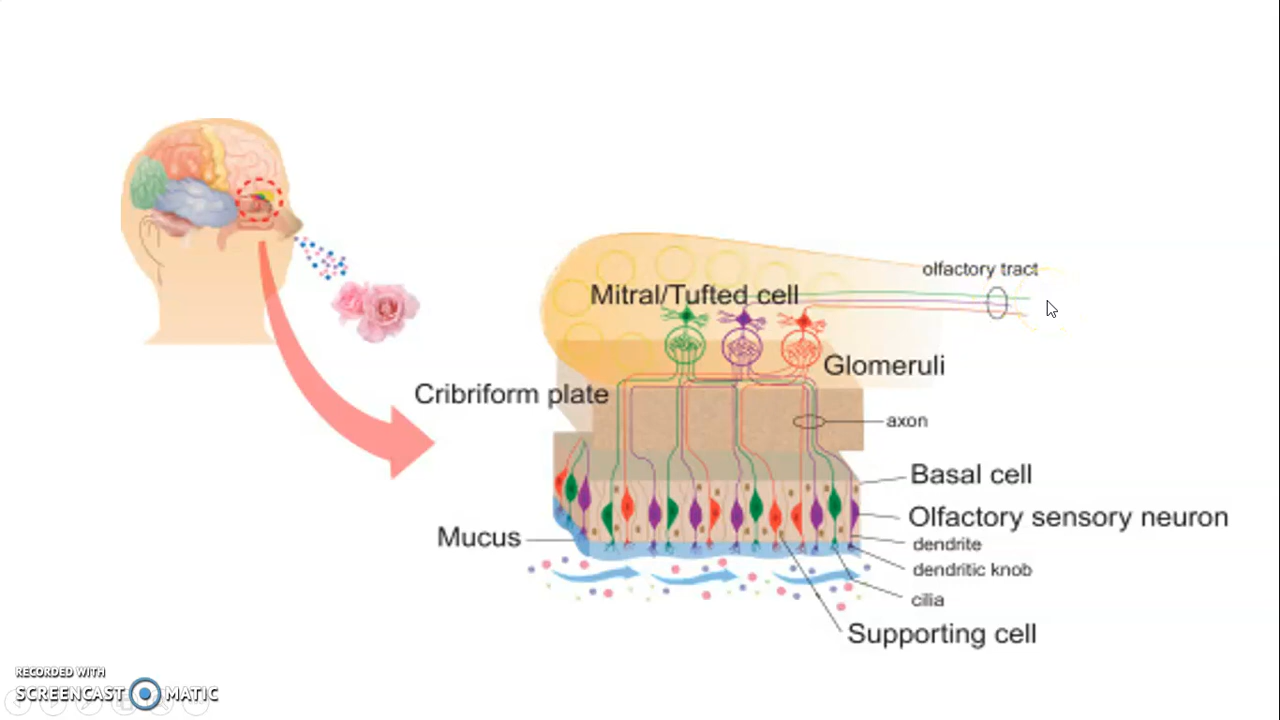 olfactory tract
Mitral/Tufted cell
Glomeruli
Cribriform plate
axon
Basal cell
Olfactory sensory neuron
Mucus
dendrite
dendritic knob
cilia
Supporting cell
RECORDED WITH
SCREENCAST MATIC